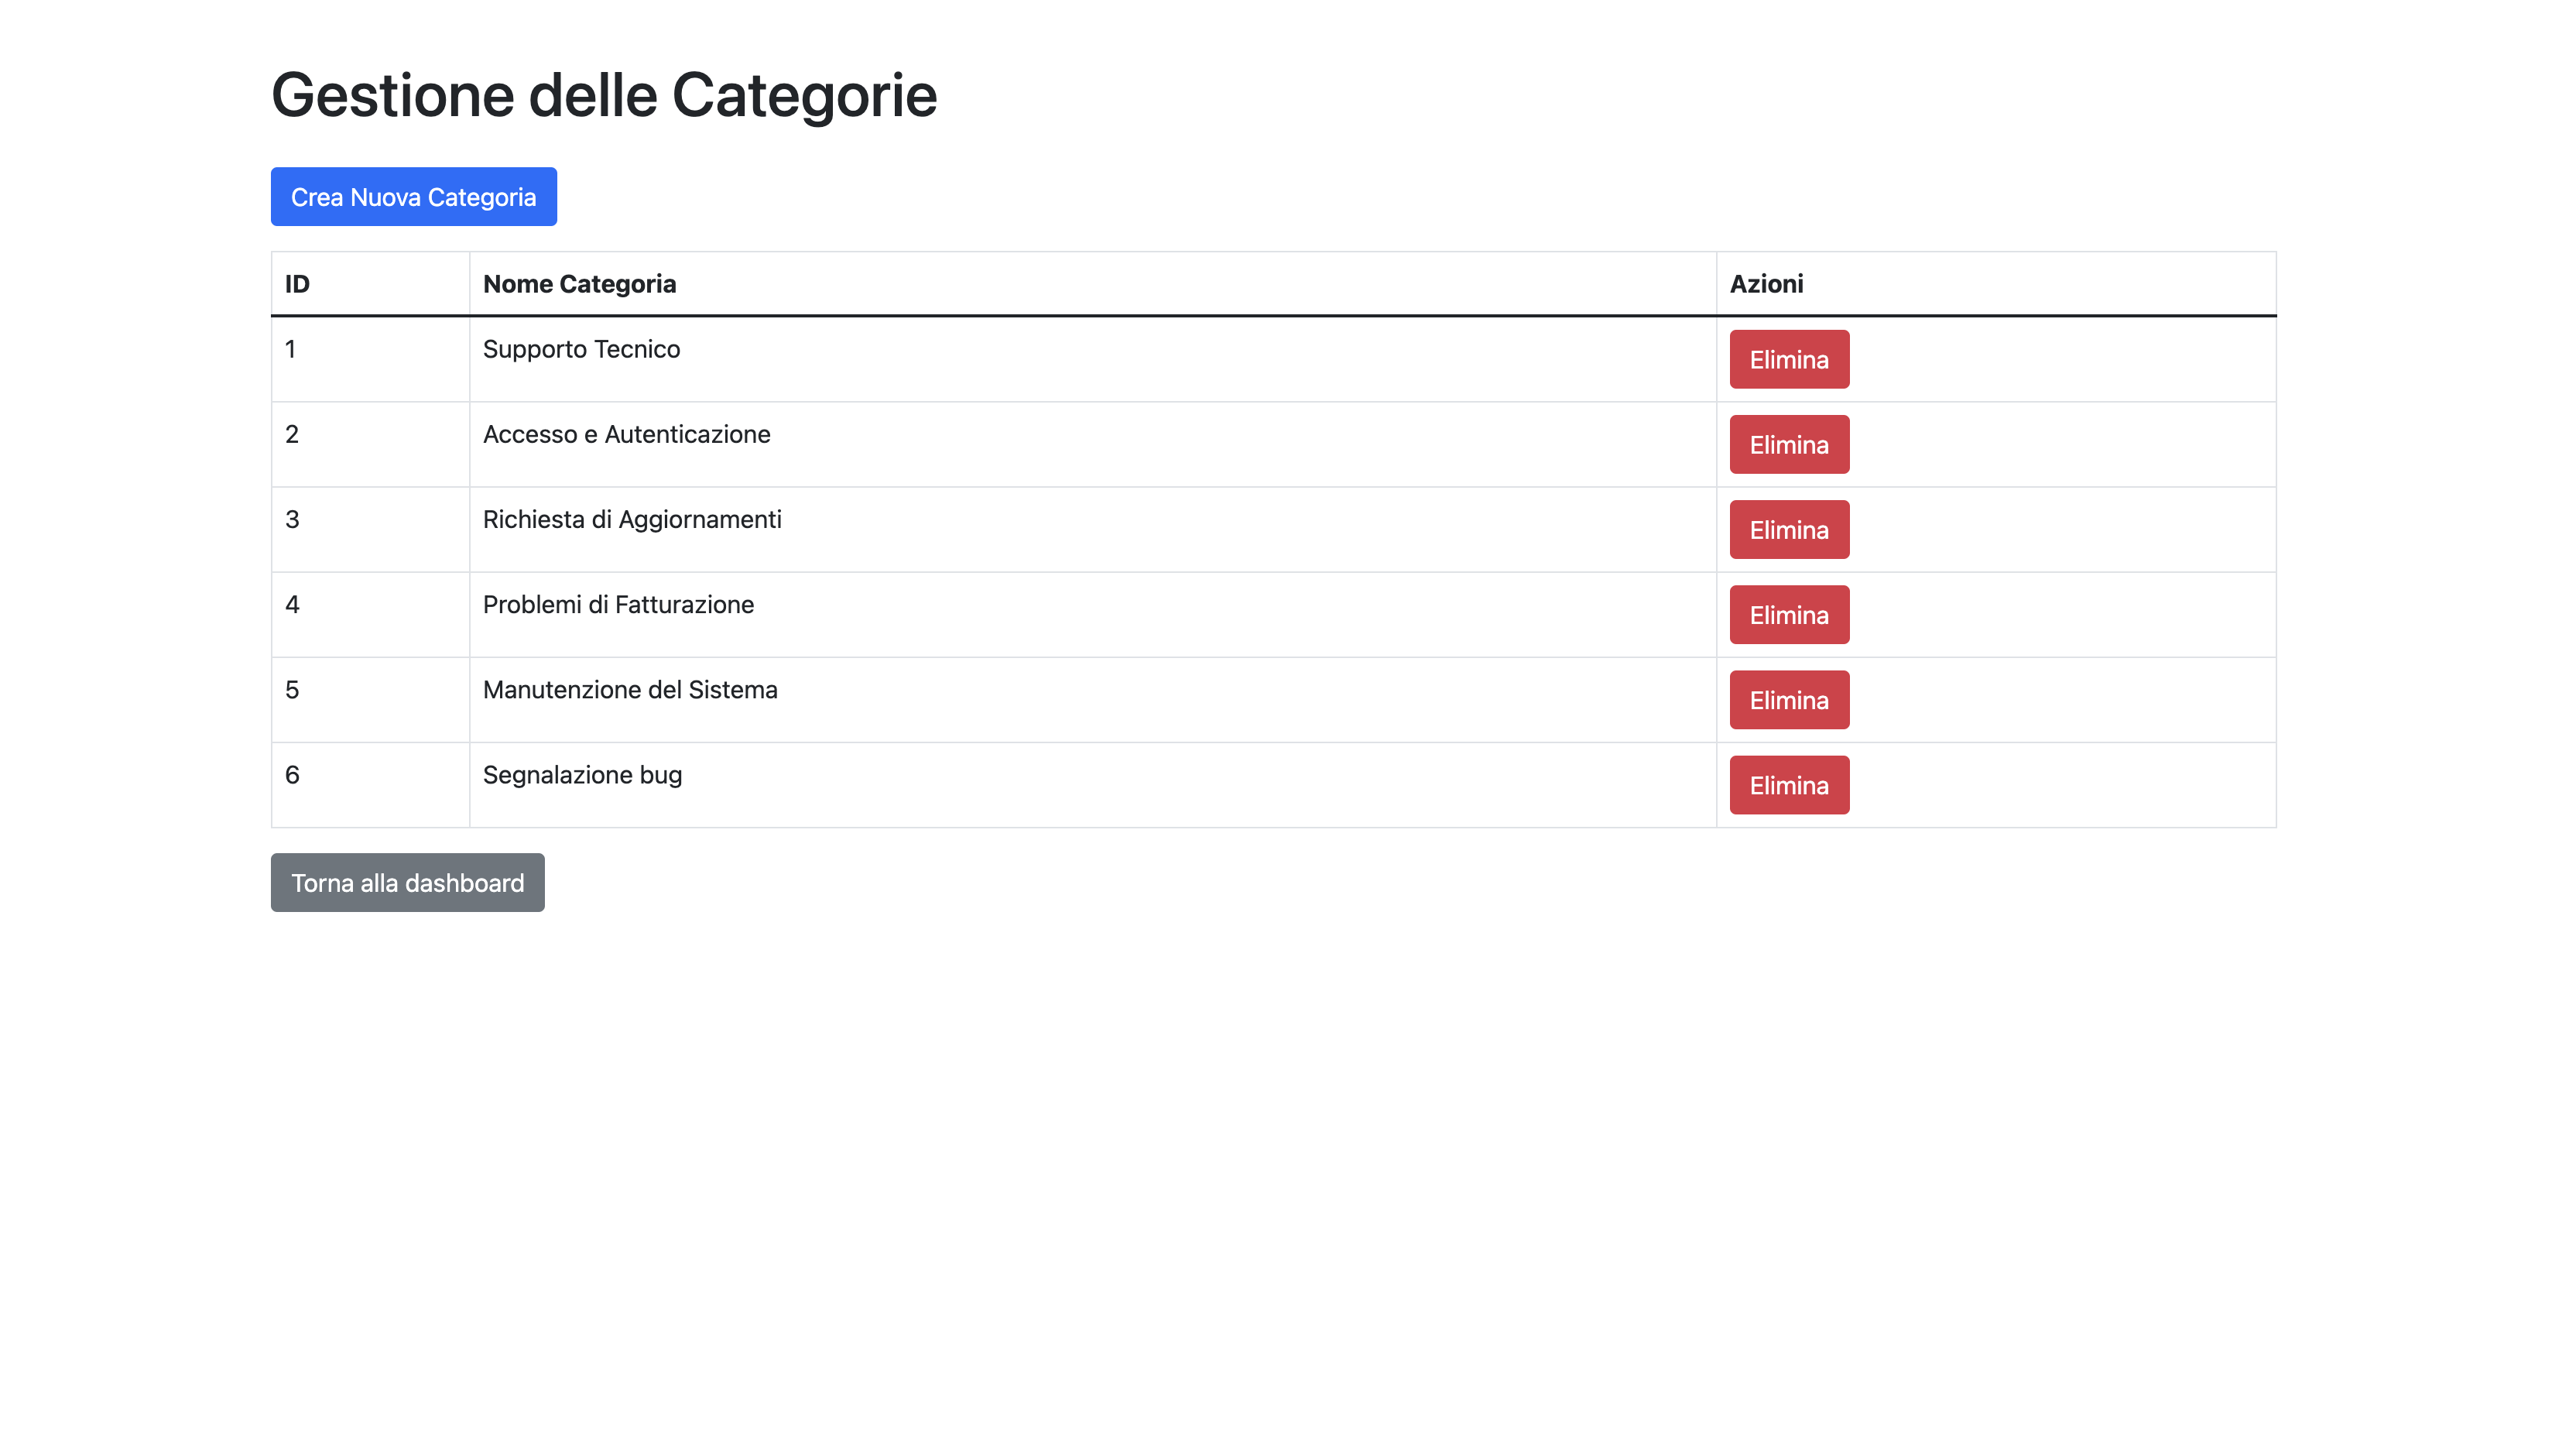 Gestione delle Categorie
Crea Nuova Categoria
ID Nome Categoria Azioni
1 Supporto Tecnico Elimina
2 Accesso e Autenticazione Elimina
3 Richiesta di Aggiornamenti Elimina
4 Problemi di Fatturazione Elimina
5 Manutenzione del Sistema Elimina
6 Segnalazione bug Elimina
Torna alla dashboard